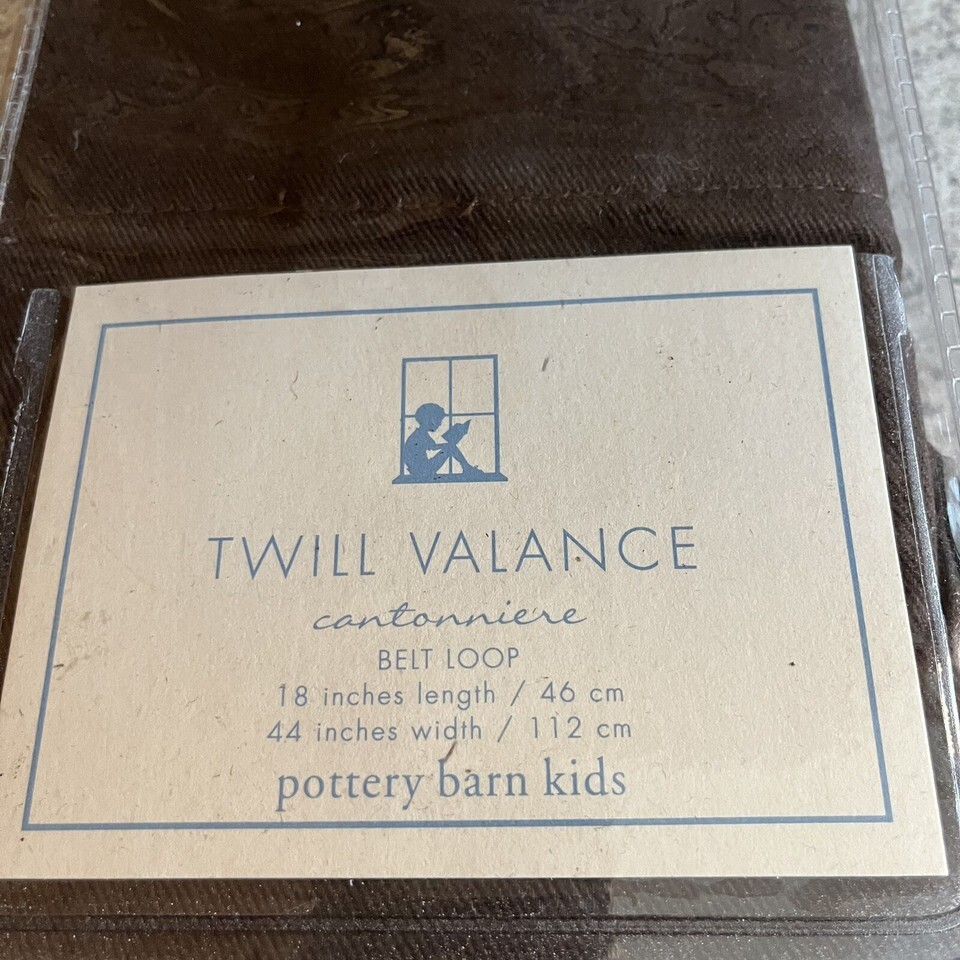 TWILL VALANCE
cantonniere
BELT LOOP
18 inches length / 46 cm
44 inches width / 112 cm
pottery barn kids